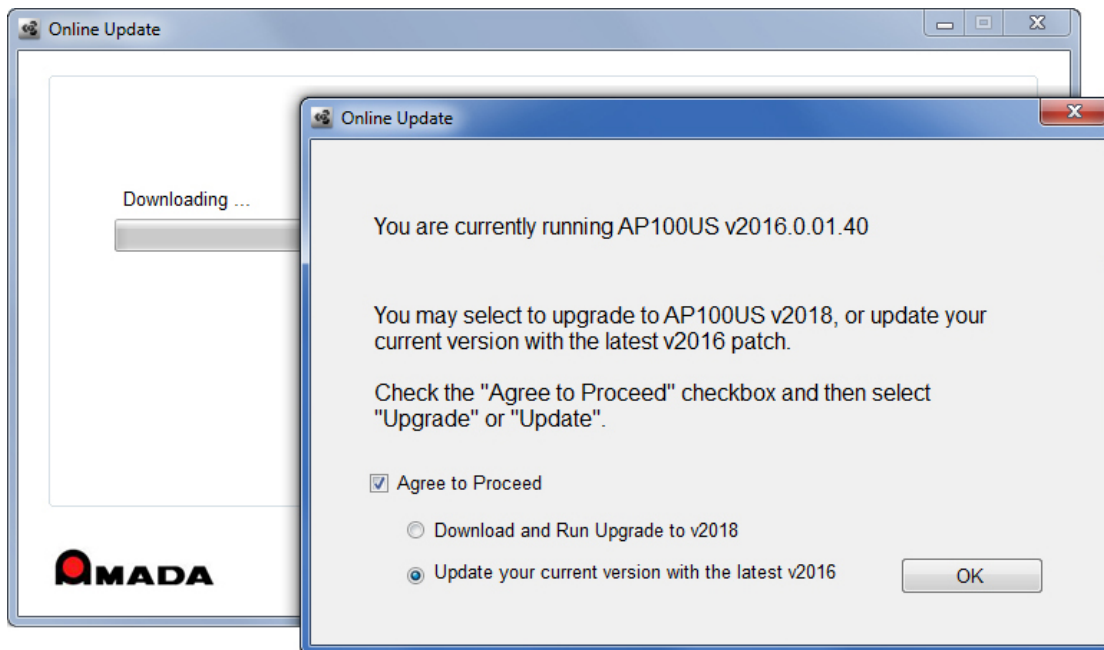 Online Update
Downloading ...
AMADA
Online Update
You are currently running AP100US v2016.0.01.40
You may select to upgrade to AP100US v2018, or update your
current version with the latest v2016 patch.
Check the "Agree to Proceed" checkbox and then select
"Upgrade" or "Update".
Agree to Proceed
Download and Run Upgrade to v2018
Update your current version with the latest v2016
OK